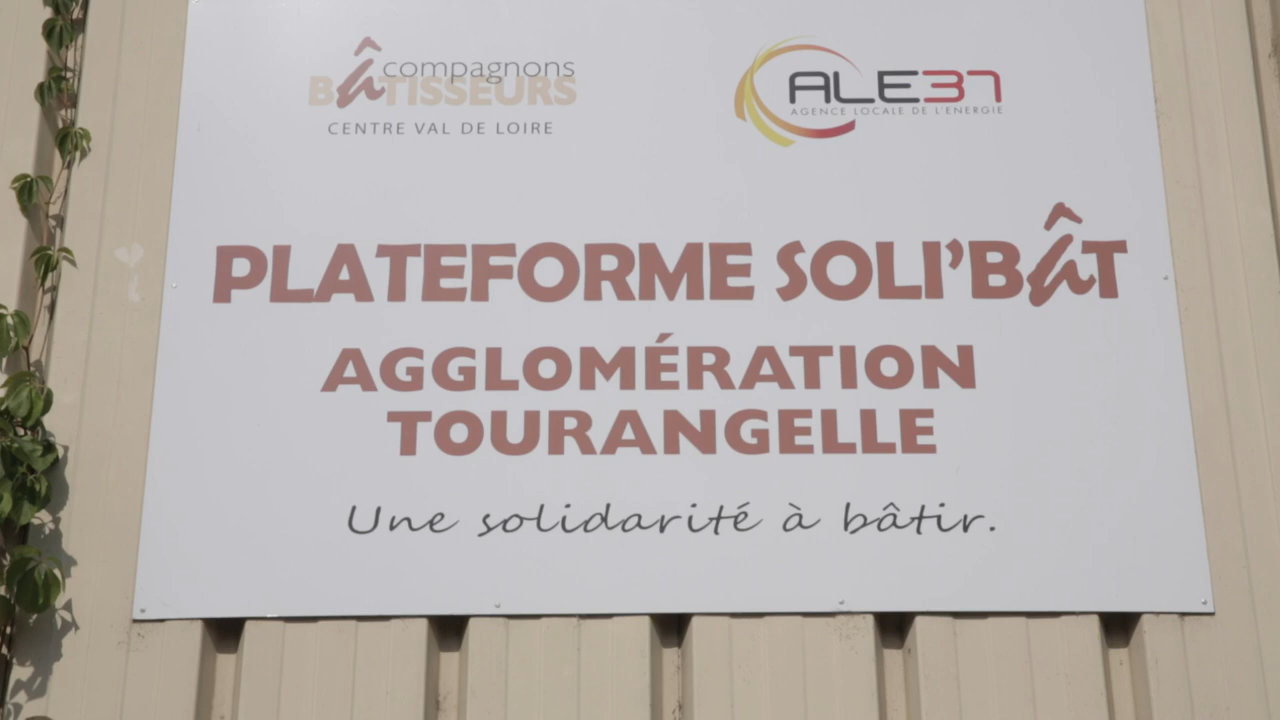 compagnons
BâTISSEURS
CENTRE VAL DE LOIRE
ALE37
AGENCE LOCALE DE L'ENERGIE
PLATEFORME SOLI'BâT
AGGLOMÉRATION
TOURANGELLE
Une solidarité à bâtir.